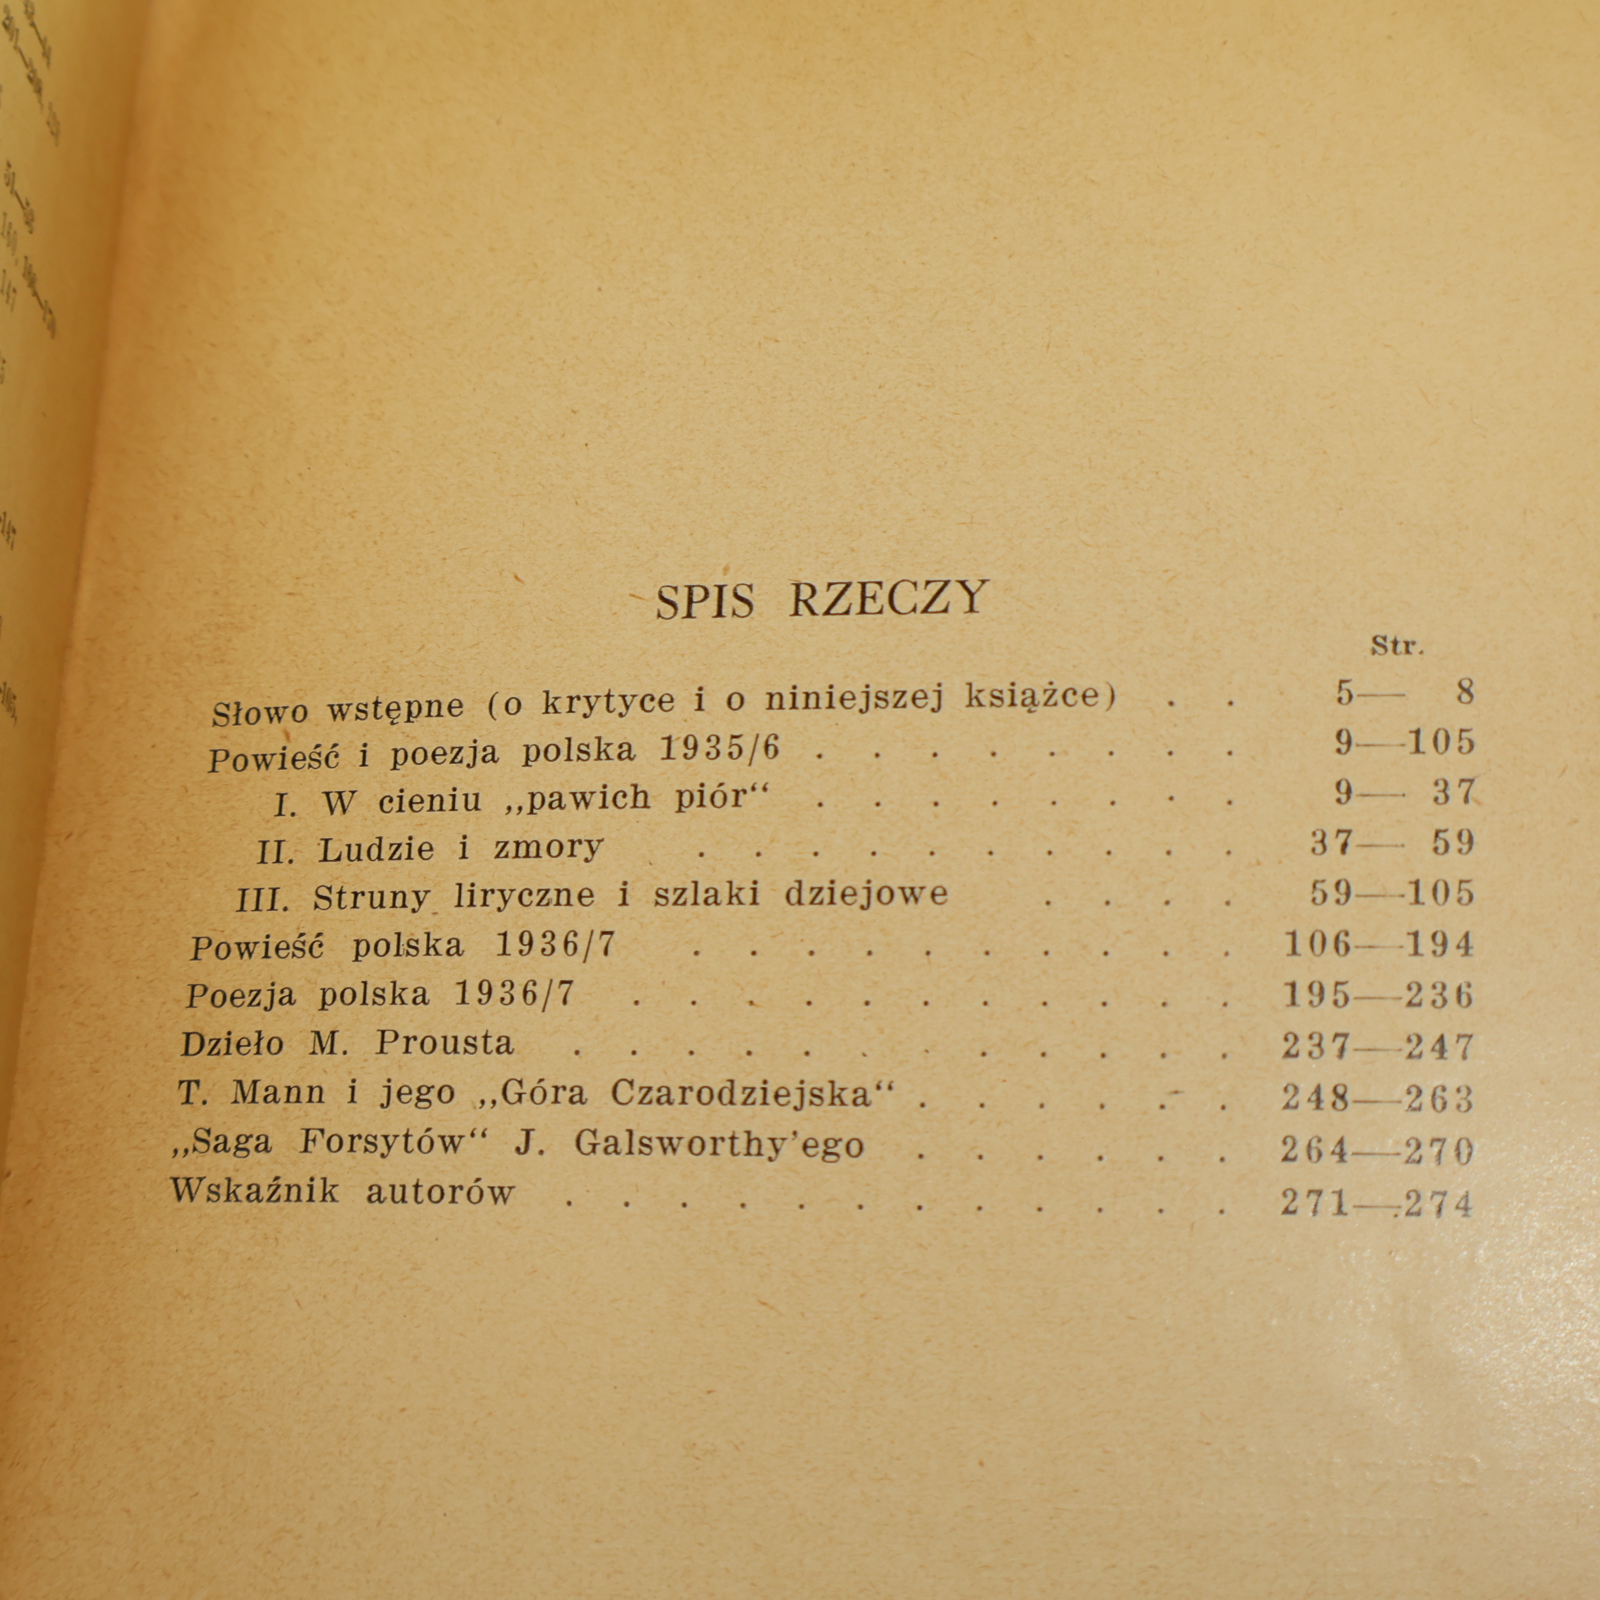 SPIS RZECZY
Str.
Słowo wstępne (o krytyce i o niniejszej książce) . . 5— 8
Powieść i poezja polska 1935/6 . . . . . . . . 9—105
I. W cieniu „pawich piór“ . . . . . . . . 9— 37
II. Ludzie i zmory . . . . . . . . . . 37— 59
III. Struny liryczne i szlaki dziejowe . . . . 59—105
Powieść polska 1936/7 . . . . . . . . . . 106—194
Poezja polska 1936/7 . . . . . . . . . . . 195—236
Dzieło M. Prousta . . . . . . . . . . . . 237—247
T. Mann i jego „Góra Czarodziejska“ . . . . . . 248—263
„Saga Forsytów“ J. Galsworthy’ego . . . . . . 264—270
Wskaźnik autorów . . . . . . . . . . . . 271—274